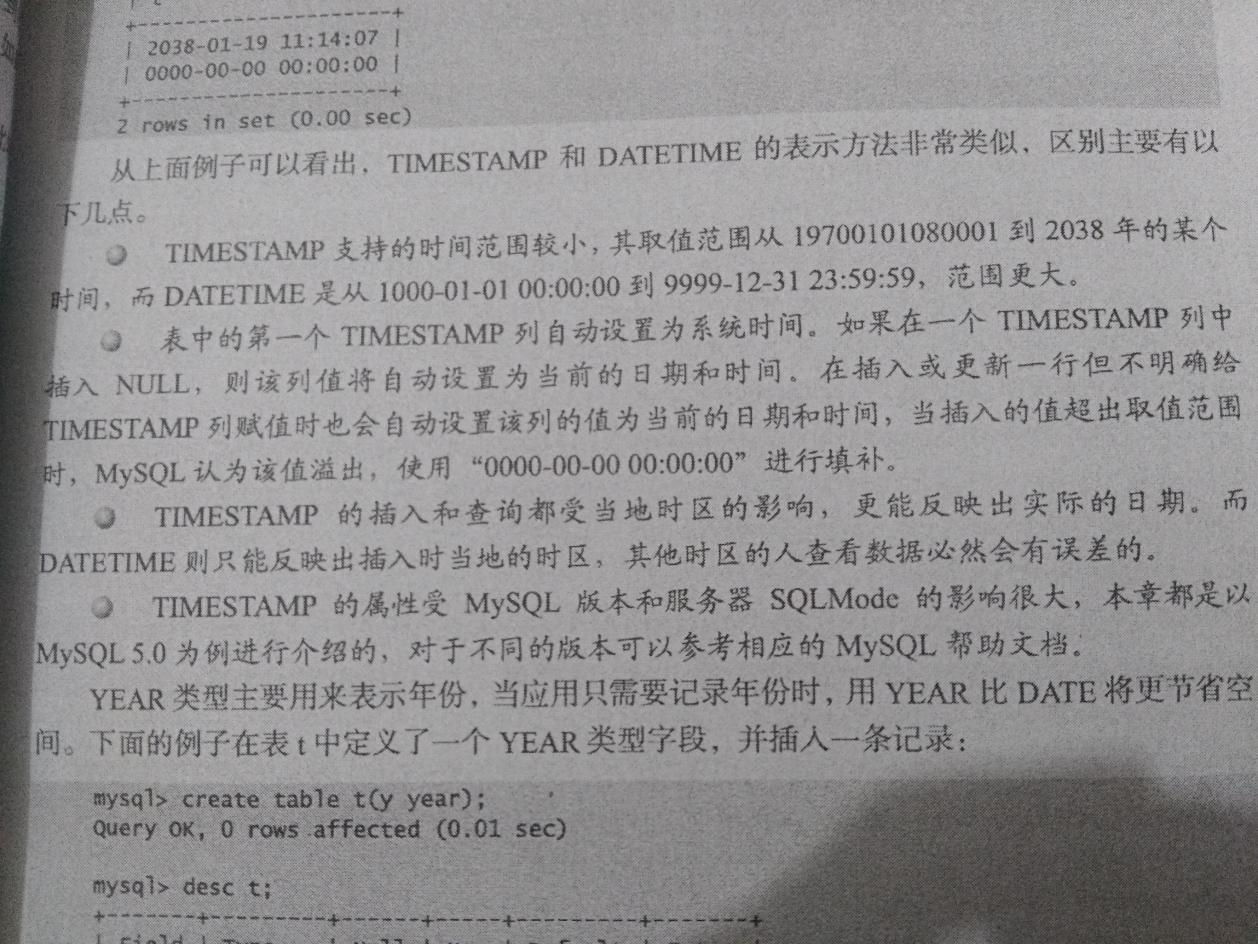 +---------------------+
| 2038-01-19 11:14:07 |
| 0000-00-00 00:00:00 |
+---------------------+
2 rows in set (0.00 sec)
从上面例子可以看出，TIMESTAMP 和 DATETIME 的表示方法非常类似，区别主要有以
下几点。
TIMESTAMP 支持的时间范围较小，其取值范围从 19700101080001 到 2038 年的某个
时间，而 DATETIME 是从 1000-01-01 00:00:00 到 9999-12-31 23:59:59，范围更大。
表中的第一个 TIMESTAMP 列自动设置为系统时间。如果在一个 TIMESTAMP 列中
插入 NULL，则该列值将自动设置为当前的日期和时间。在插入或更新一行但不明确给
TIMESTAMP 列赋值时也会自动设置该列的值为当前的日期和时间，当插入的值超出取值范围
时，MySQL 认为该值溢出，使用“0000-00-00 00:00:00”进行填补。
TIMESTAMP 的插入和查询都受当地时区的影响，更能反映出实际的日期。而
DATETIME 则只能反映出插入时当地的时区，其他时区的人查看数据必然会有误差的。
TIMESTAMP 的属性受 MySQL 版本和服务器 SQLMode 的影响很大，本章都是以
MySQL 5.0 为例进行介绍的，对于不同的版本可以参考相应的 MySQL 帮助文档。
YEAR 类型主要用来表示年份，当应用只需要记录年份时，用 YEAR 比 DATE 将更节省空
间。下面的例子在表 t 中定义了一个 YEAR 类型字段，并插入一条记录：
mysql> create table t(y year);
Query OK, 0 rows affected (0.01 sec)
mysql> desc t;
+-------+---------+------+-----+---------+-------+